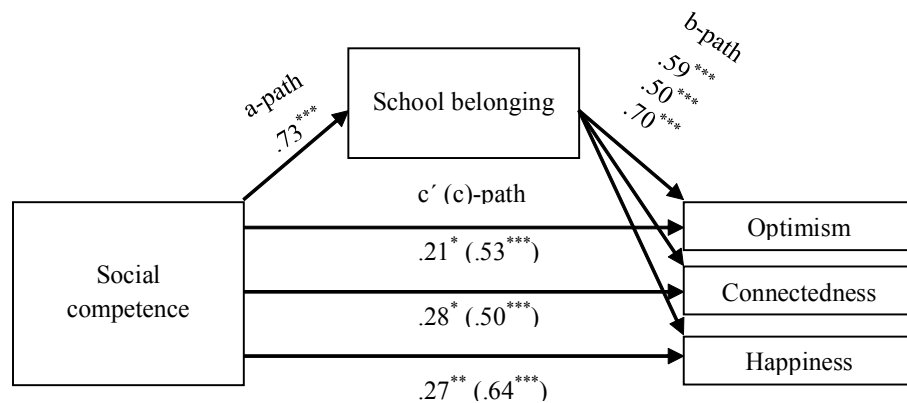 a-path
.73***
School belonging
b-path
.59***
.50***
.70***
Social
competence
c´ (c)-path
.21* (.53***)
.28* (.50***)
.27** (.64***)
Optimism
Connectedness
Happiness